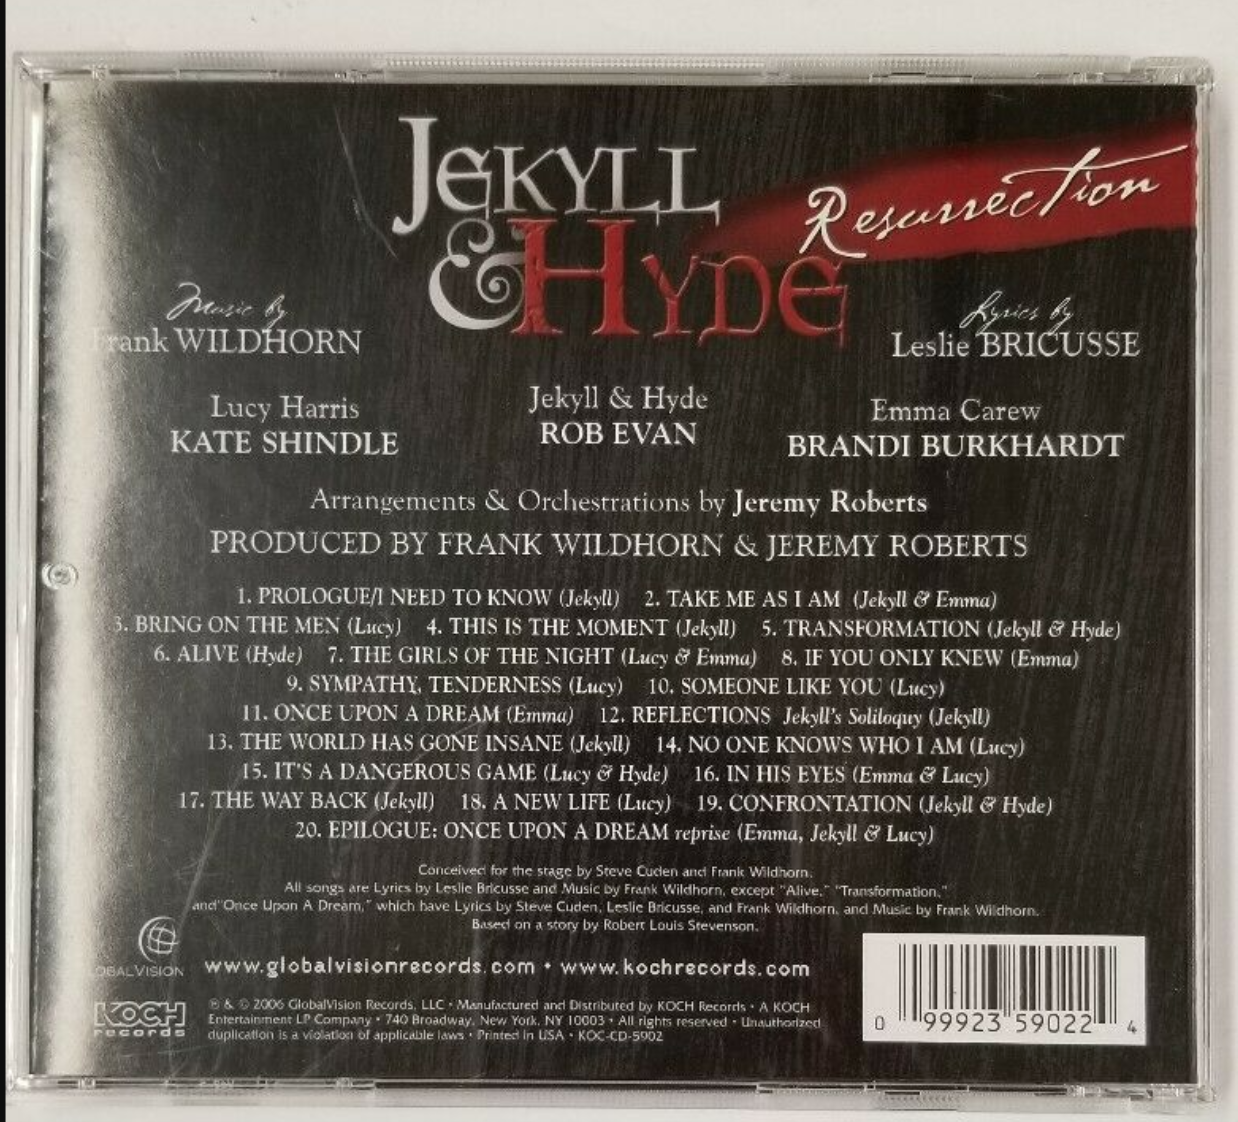 JEKYLL
& HYDE
Resurrection
Music by
Frank WILDHORN
Lyrics by
Leslie BRICUSSE
Lucy Harris
KATE SHINDLE
Jekyll & Hyde
ROB EVAN
Emma Carew
BRANDI BURKHARDT
Arrangements & Orchestrations by Jeremy Roberts
PRODUCED BY FRANK WILDHORN & JEREMY ROBERTS
1. PROLOGUE/I NEED TO KNOW (Jekyll) 2. TAKE ME AS I AM (Jekyll & Emma)
3. BRING ON THE MEN (Lucy) 4. THIS IS THE MOMENT (Jekyll) 5. TRANSFORMATION (Jekyll & Hyde)
6. ALIVE (Hyde) 7. THE GIRLS OF THE NIGHT (Lucy & Emma) 8. IF YOU ONLY KNEW (Emma)
9. SYMPATHY, TENDERNESS (Lucy) 10. SOMEONE LIKE YOU (Lucy)
11. ONCE UPON A DREAM (Emma) 12. REFLECTIONS Jekyll's Soliloquy (Jekyll)
13. THE WORLD HAS GONE INSANE (Jekyll) 14. NO ONE KNOWS WHO I AM (Lucy)
15. IT'S A DANGEROUS GAME (Lucy & Hyde) 16. IN HIS EYES (Emma & Lucy)
17. THE WAY BACK (Jekyll) 18. A NEW LIFE (Lucy) 19. CONFRONTATION (Jekyll & Hyde)
20. EPILOGUE: ONCE UPON A DREAM reprise (Emma, Jekyll & Lucy)
Conceived for the stage by Steve Cuden and Frank Wildhorn.
All songs are Lyrics by Leslie Bricusse and Music by Frank Wildhorn, except "Alive," "Transformation,"
and "Once Upon A Dream," which have Lyrics by Steve Cuden, Leslie Bricusse, and Frank Wildhorn, and Music by Frank Wildhorn.
Based on a story by Robert Louis Stevenson.
GLOBALVISION
www.globalvisionrecords.com • www.kochrecords.com
KOCH
records
℗ & © 2006 GlobalVision Records, LLC • Manufactured and Distributed by KOCH Records • A KOCH
Entertainment LP Company • 740 Broadway, New York, NY 10003 • All rights reserved • Unauthorized
duplication is a violation of applicable laws • Printed in USA • KOC-CD-5902
0 99923 59022 4